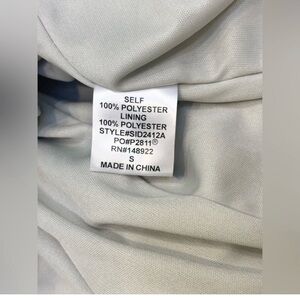 SELF
100% POLYESTER
LINING
100% POLYESTER
STYLE#SID2412A
PO#P2811®
RN#148922
S
MADE IN CHINA